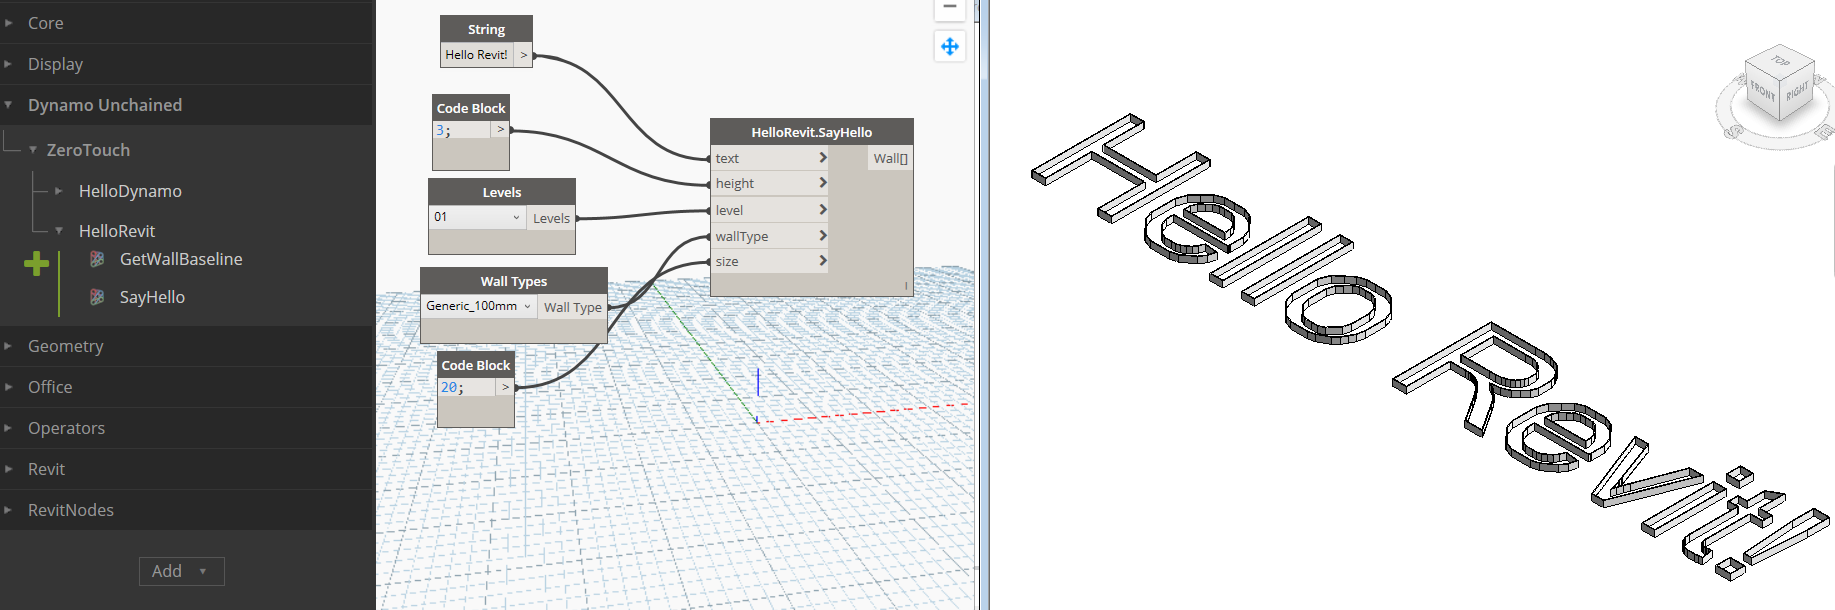 Core
Display
Dynamo Unchained
ZeroTouch
HelloDynamo
HelloRevit
GetWallBaseline
SayHello
Geometry
Office
Operators
Revit
RevitNodes
Add
String
Hello Revit! >
Code Block
3; >
Levels
01 Levels
Wall Types
Generic_100mm Wall Type
Code Block
20; >
HelloRevit.SayHello
text Wall[]
height
level
wallType
size
Hello Revit!
TOP
FRONT RIGHT
S E